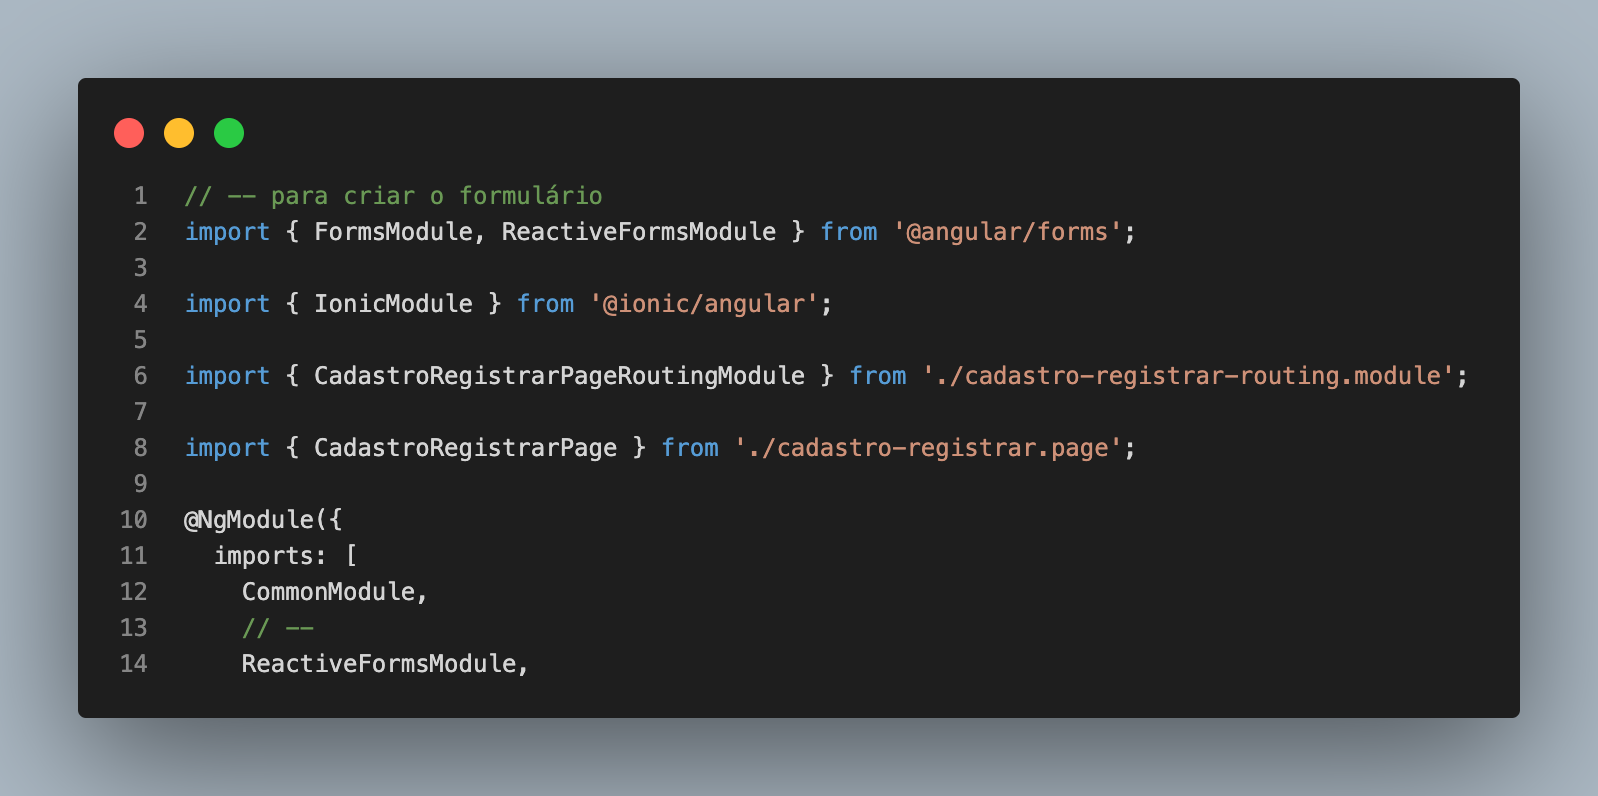 1 // -- para criar o formulário
2 import { FormsModule, ReactiveFormsModule } from '@angular/forms';
3
4 import { IonicModule } from '@ionic/angular';
5
6 import { CadastroRegistrarPageRoutingModule } from './cadastro-registrar-routing.module';
7
8 import { CadastroRegistrarPage } from './cadastro-registrar.page';
9
10 @NgModule({
11   imports: [
12     CommonModule,
13     // --
14     ReactiveFormsModule,